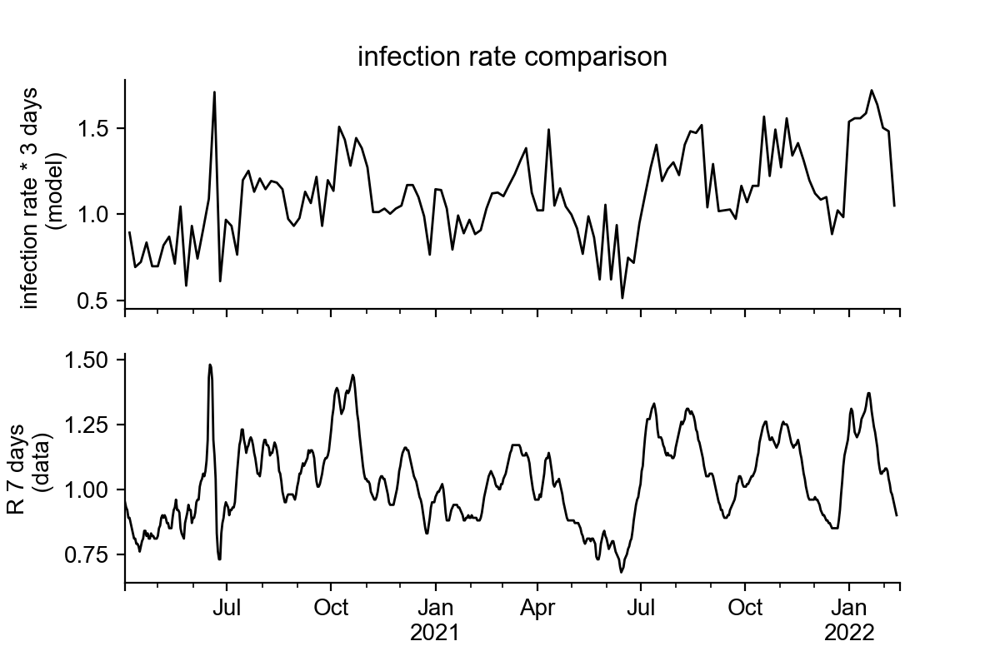 infection rate comparison
infection rate * 3 days
(model)
1.5
1.0
0.5
R 7 days
(data)
1.50
1.25
1.00
0.75
Jul Oct Jan Apr Jul Oct Jan
2021 2022